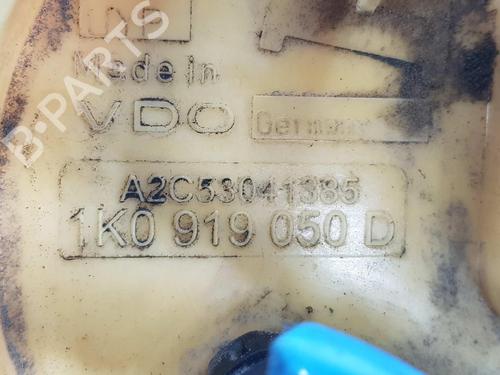 B-PARTS
Made in
VDO Germany
A2C53041385
1K0 919 050 D